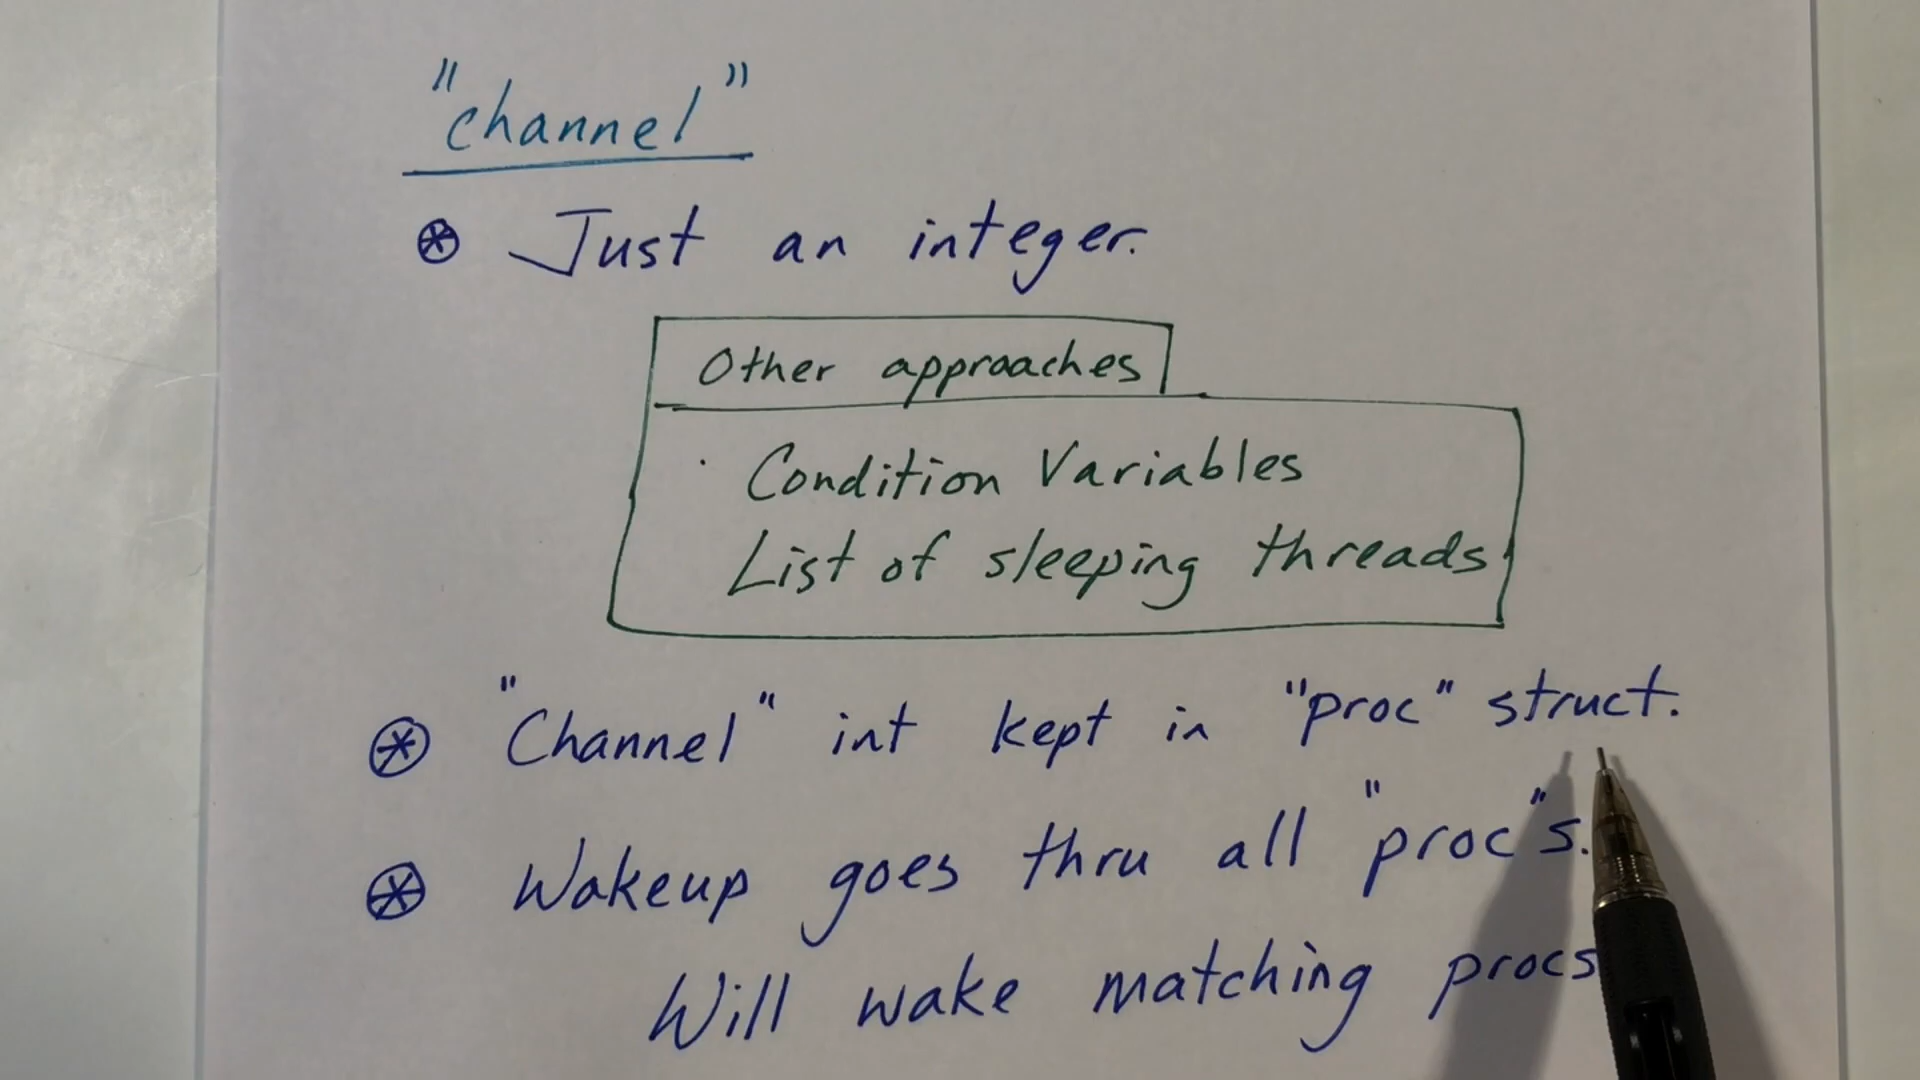 "channel"
⊛ Just an integer.
Other approaches
· Condition Variables
List of sleeping threads
⊛ "Channel" int kept in "proc" struct.
⊛ Wakeup goes thru all "proc"s.
Will wake matching procs